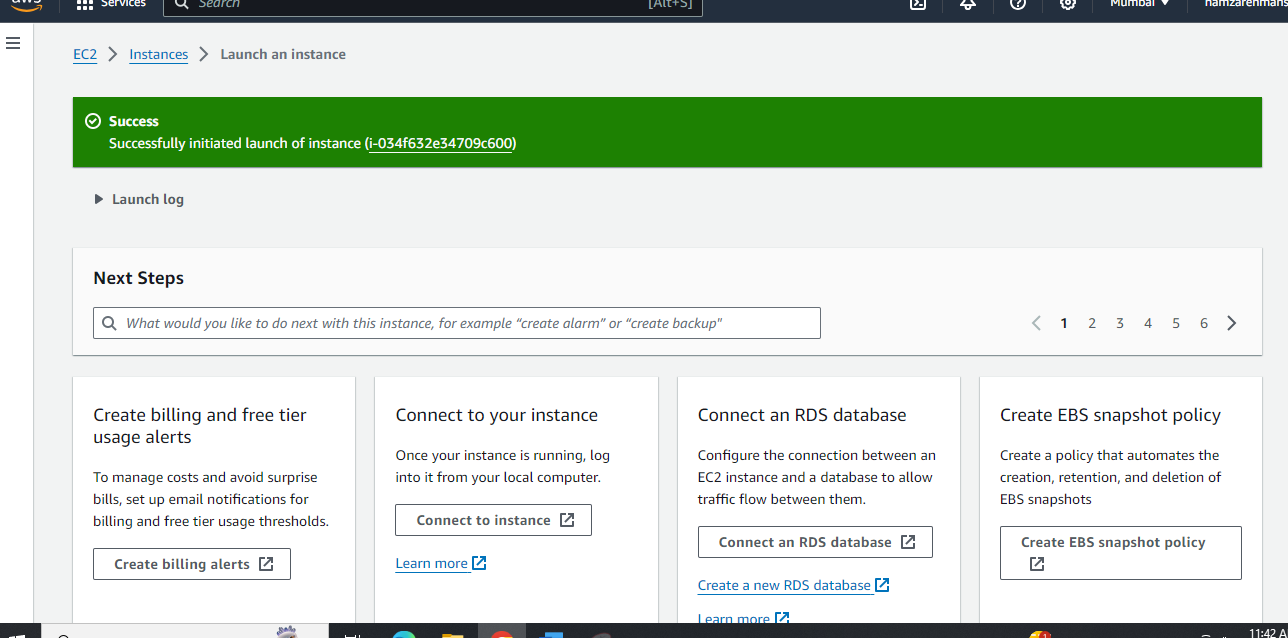 aws Services Search [Alt+S] Mumbai
EC2 Instances Launch an instance
Success
Successfully initiated launch of instance (i-034f632e34709c600)
Launch log
Next Steps
What would you like to do next with this instance, for example “create alarm” or “create backup”
1 2 3 4 5 6
Create billing and free tier
usage alerts
To manage costs and avoid surprise
bills, set up email notifications for
billing and free tier usage thresholds.
Create billing alerts
Connect to your instance
Once your instance is running, log
into it from your local computer.
Connect to instance
Learn more
Connect an RDS database
Configure the connection between an
EC2 instance and a database to allow
traffic flow between them.
Connect an RDS database
Create a new RDS database
Learn more
Create EBS snapshot policy
Create a policy that automates the
creation, retention, and deletion of
EBS snapshots
Create EBS snapshot policy
11:42 A